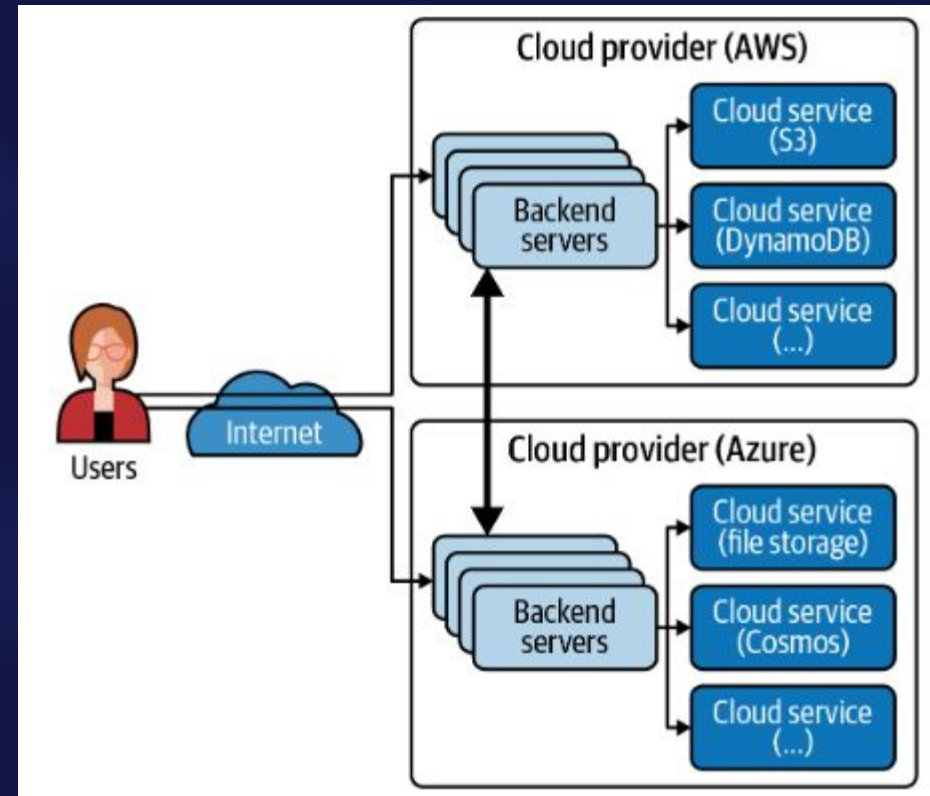 Cloud provider (AWS)
Cloud service
(S3)
Backend
servers
Cloud service
(DynamoDB)
Cloud service
(...)
Internet
Users
Cloud provider (Azure)
Cloud service
(file storage)
Backend
servers
Cloud service
(Cosmos)
Cloud service
(...)